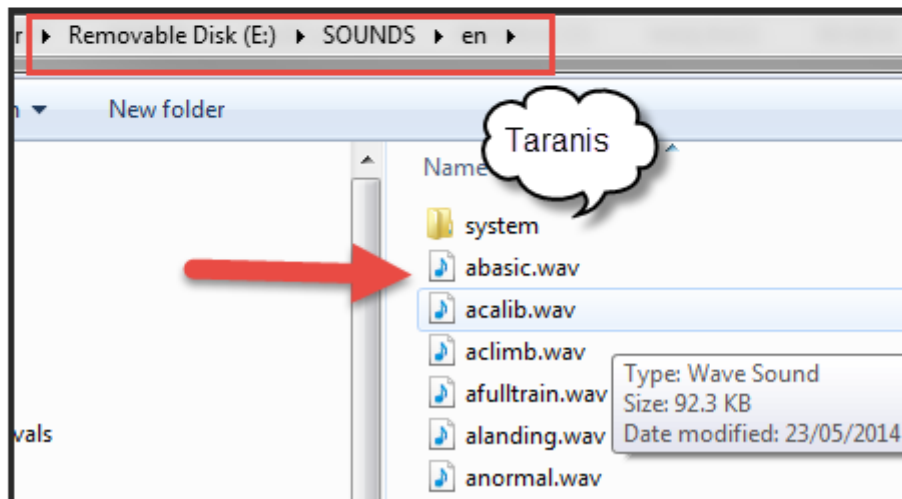 r ▸ Removable Disk (E:) ▸ SOUNDS ▸ en ▸
New folder
Taranis
Name
system
abasic.wav
acalib.wav
aclimb.wav
afulltrain.wav
Type: Wave Sound
Size: 92.3 KB
vals
alanding.wav
Date modified: 23/05/2014
anormal.wav